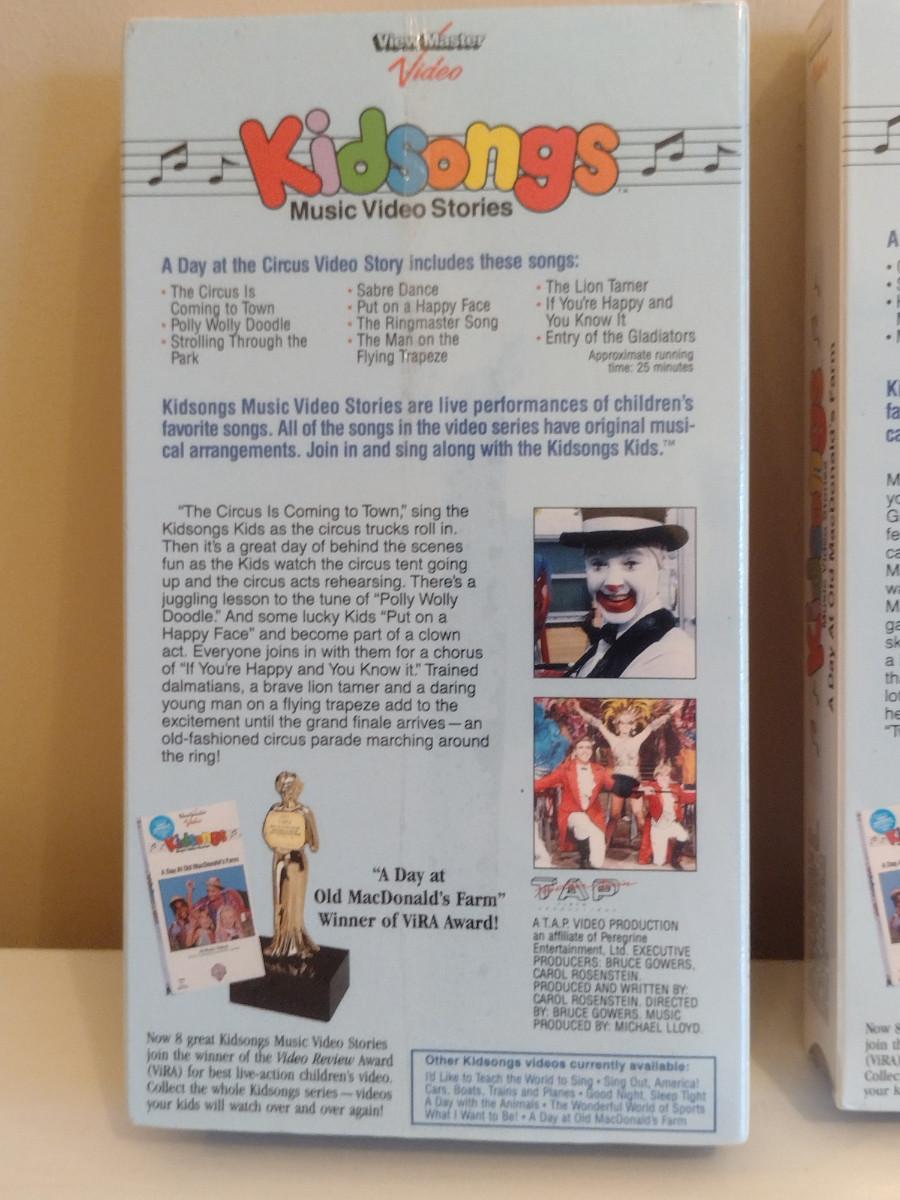 View-Master
Video
Kidsongs™
Music Video Stories
A Day at the Circus Video Story includes these songs:
• The Circus Is
Coming to Town
• Polly Wolly Doodle
• Strolling Through the
Park
• Sabre Dance
• Put on a Happy Face
• The Ringmaster Song
• The Man on the
Flying Trapeze
• The Lion Tamer
• If You're Happy and
You Know It
• Entry of the Gladiators
Approximate running
time: 25 minutes
Kidsongs Music Video Stories are live performances of children's
favorite songs. All of the songs in the video series have original musi-
cal arrangements. Join in and sing along with the Kidsongs Kids.™
"The Circus Is Coming to Town," sing the
Kidsongs Kids as the circus trucks roll in.
Then it's a great day of behind the scenes
fun as the Kids watch the circus tent going
up and the circus acts rehearsing. There's a
juggling lesson to the tune of "Polly Wolly
Doodle." And some lucky Kids "Put on a
Happy Face" and become part of a clown
act. Everyone joins in with them for a chorus
of "If You're Happy and You Know it." Trained
dalmatians, a brave lion tamer and a daring
young man on a flying trapeze add to the
excitement until the grand finale arrives — an
old-fashioned circus parade marching around
the ring!
Kidsongs
A Day At Old MacDonald's Farm
"A Day at
Old MacDonald's Farm"
Winner of ViRA Award!
TAP
A T.A.P. VIDEO PRODUCTION
an affiliate of Peregrine
Entertainment, Ltd. EXECUTIVE
PRODUCERS: BRUCE GOWERS,
CAROL ROSENSTEIN.
PRODUCED AND WRITTEN BY:
CAROL ROSENSTEIN. DIRECTED
BY: BRUCE GOWERS. MUSIC
PRODUCED BY: MICHAEL LLOYD.
Now 8 great Kidsongs Music Video Stories
join the winner of the Video Review Award
(ViRA) for best live-action children's video.
Collect the whole Kidsongs series — videos
your kids will watch over and over again!
Other Kidsongs videos currently available:
I'd Like to Teach the World to Sing • Sing Out, America!
Cars, Boats, Trains and Planes • Good Night, Sleep Tight
A Day with the Animals • The Wonderful World of Sports
What I Want to Be! • A Day at Old MacDonald's Farm
Kidsongs
Music Video Stories
A Day At Old MacDonald's Farm